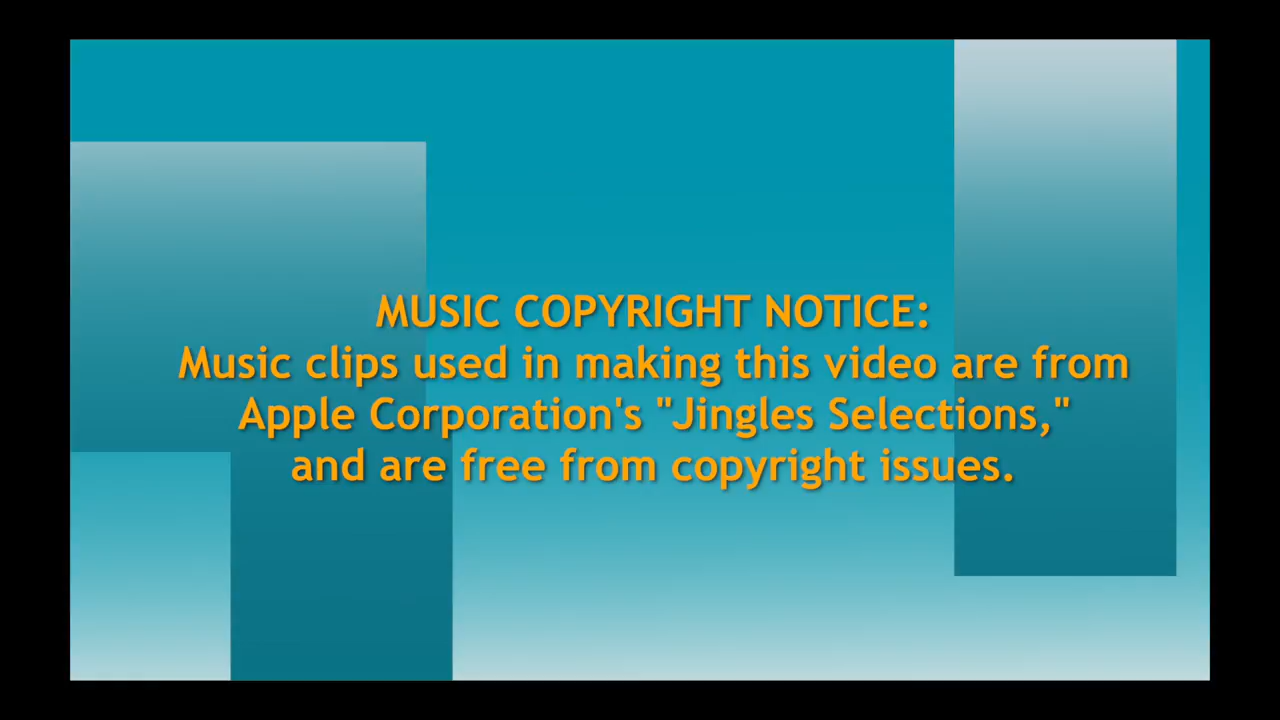 MUSIC COPYRIGHT NOTICE:
Music clips used in making this video are from
Apple Corporation's "Jingles Selections,"
and are free from copyright issues.